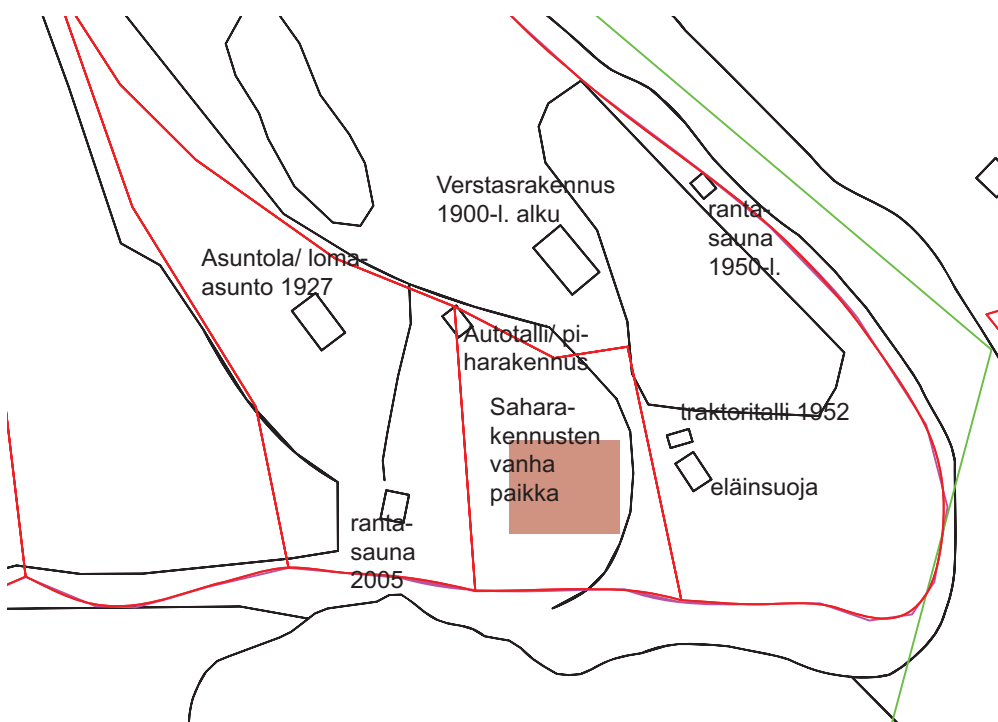 Verstasrakennus
1900-l. alku
ranta-
sauna
1950-l.
Asuntola/ loma-
asunto 1927
Autotalli/ pi-
harakennus
Sahara-
kennusten
vanha
paikka
traktoritalli 1952
eläinsuoja
ranta-
sauna
2005